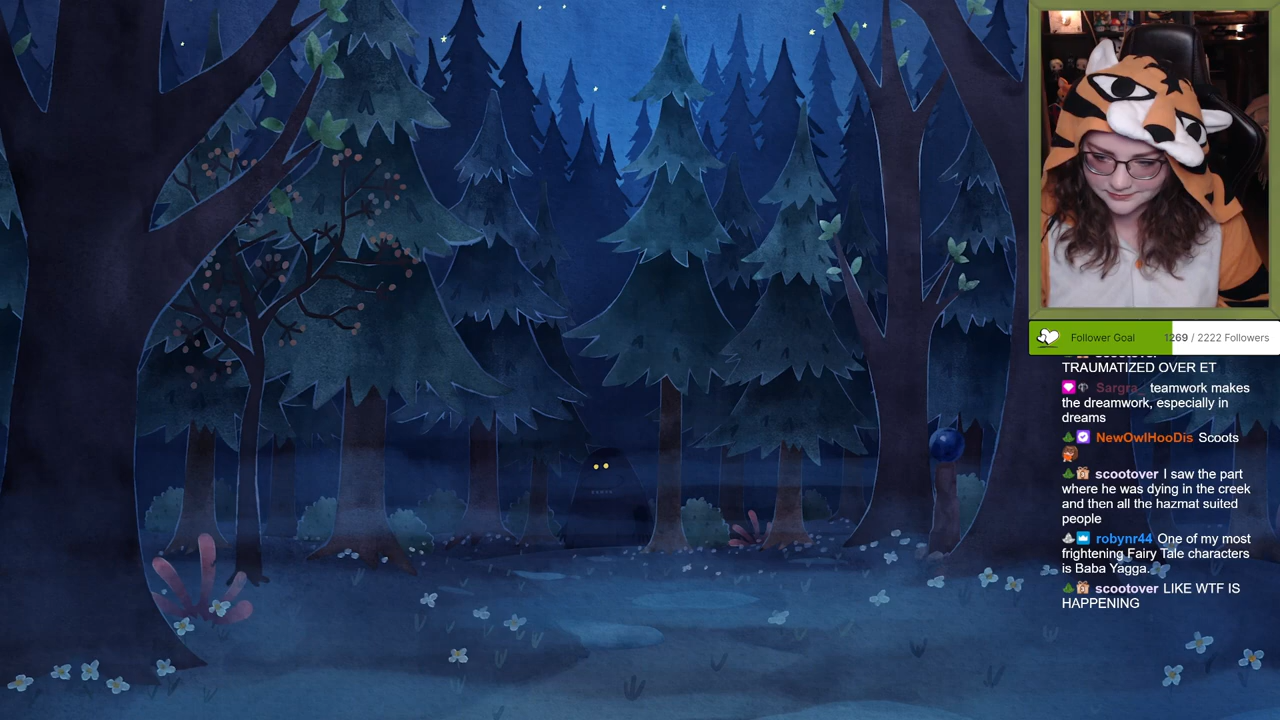 Follower Goal 1269 / 2222 Followers
TRAUMATIZED OVER ET
Sargra teamwork makes
the dreamwork, especially in
dreams
NewOwlHooDis Scoots
scootover I saw the part
where he was dying in the creek
and then all the hazmat suited
people
robynr44 One of my most
frightening Fairy Tale characters
is Baba Yagga.
scootover LIKE WTF IS
HAPPENING